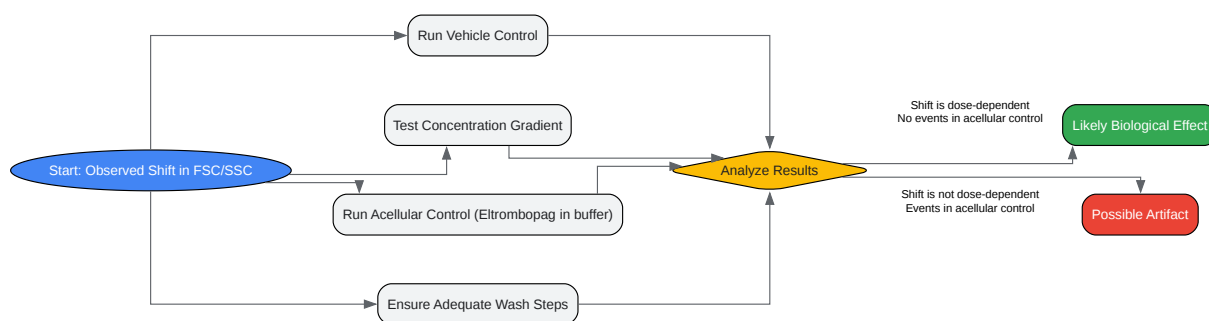 Run Vehicle Control
Test Concentration Gradient
Start: Observed Shift in FSC/SSC
Run Acellular Control (Eltrombopag in buffer)
Ensure Adequate Wash Steps
Analyze Results
Shift is dose-dependent
No events in acellular control
Likely Biological Effect
Shift is not dose-dependent
Events in acellular control
Possible Artifact